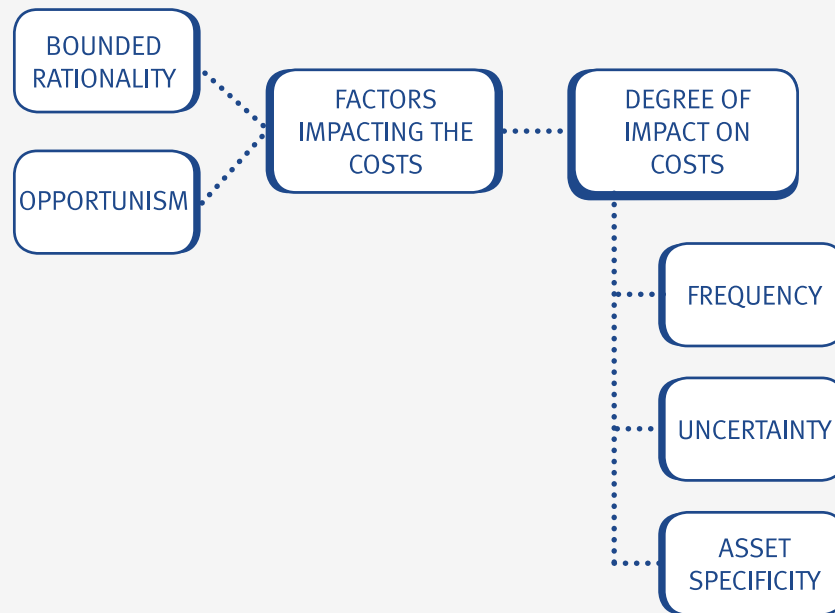 BOUNDED
RATIONALITY
OPPORTUNISM
FACTORS
IMPACTING THE
COSTS
DEGREE OF
IMPACT ON
COSTS
FREQUENCY
UNCERTAINTY
ASSET
SPECIFICITY